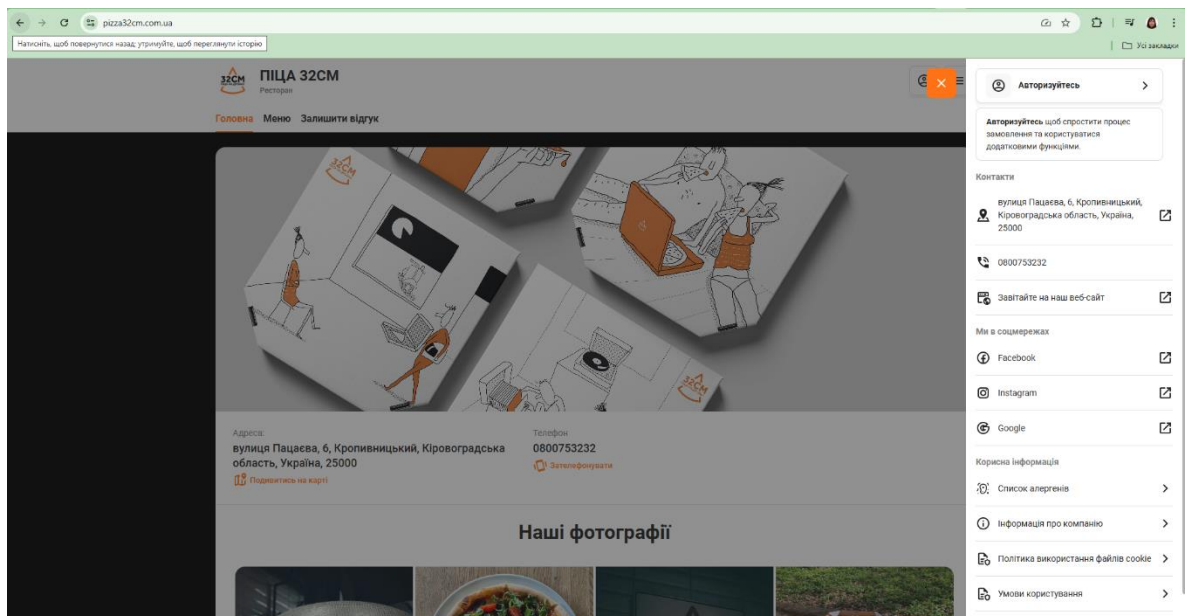 pizza32cm.com.ua
Натисніть, щоб повернутися назад; утримуйте, щоб переглянути історію
Усі закладки
32СМ
ПІЦА 32СМ
Ресторан
Головна Меню Залишити відгук
32СМ
32СМ
Адреса:
вулиця Пацаєва, 6, Кропивницький, Кіровоградська
область, Україна, 25000
Подивитись на карті
Телефон
0800753232
Зателефонувати
Наші фотографії
Авторизуйтесь
Авторизуйтесь щоб спростити процес
замовлення та користуватися
додатковими функціями.
Контакти
вулиця Пацаєва, 6, Кропивницький,
Кіровоградська область, Україна,
25000
0800753232
Завітайте на наш веб-сайт
Ми в соцмережах
Facebook
Instagram
Google
Корисна інформація
Список алергенів
Інформація про компанію
Політика використання файлів cookie
Умови користування